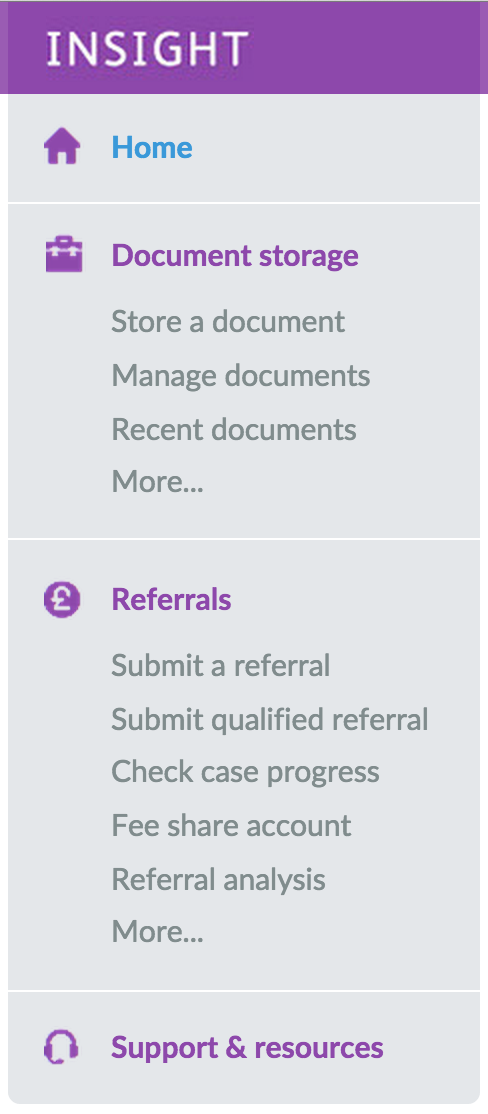 INSIGHT
Home
Document storage
Store a document
Manage documents
Recent documents
More...
£
Referrals
Submit a referral
Submit qualified referral
Check case progress
Fee share account
Referral analysis
More...
Support & resources